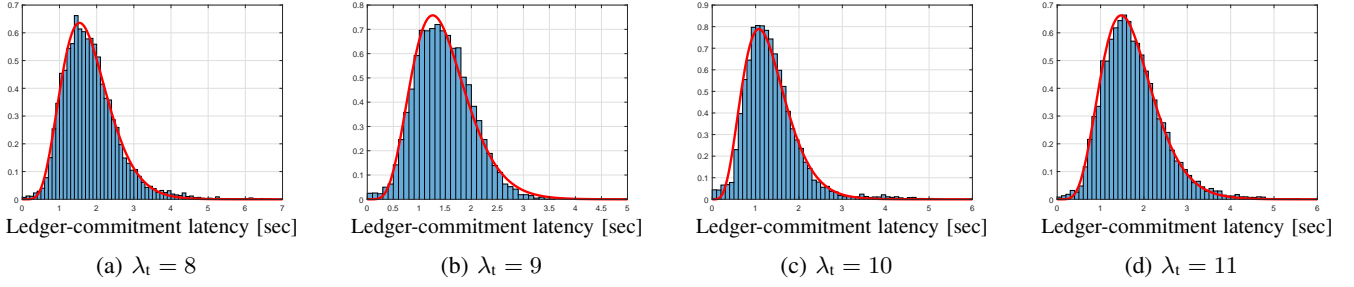 0.7
0.6
0.5
0.4
0.3
0.2
0.1
0
0 1 2 3 4 5 6 7
Ledger-commitment latency [sec]
(a) λt = 8
0.8
0.7
0.6
0.5
0.4
0.3
0.2
0.1
0
0 0.5 1 1.5 2 2.5 3 3.5 4 4.5 5
Ledger-commitment latency [sec]
(b) λt = 9
0.9
0.8
0.7
0.6
0.5
0.4
0.3
0.2
0.1
0
0 1 2 3 4 5 6
Ledger-commitment latency [sec]
(c) λt = 10
0.7
0.6
0.5
0.4
0.3
0.2
0.1
0
0 1 2 3 4 5 6
Ledger-commitment latency [sec]
(d) λt = 11